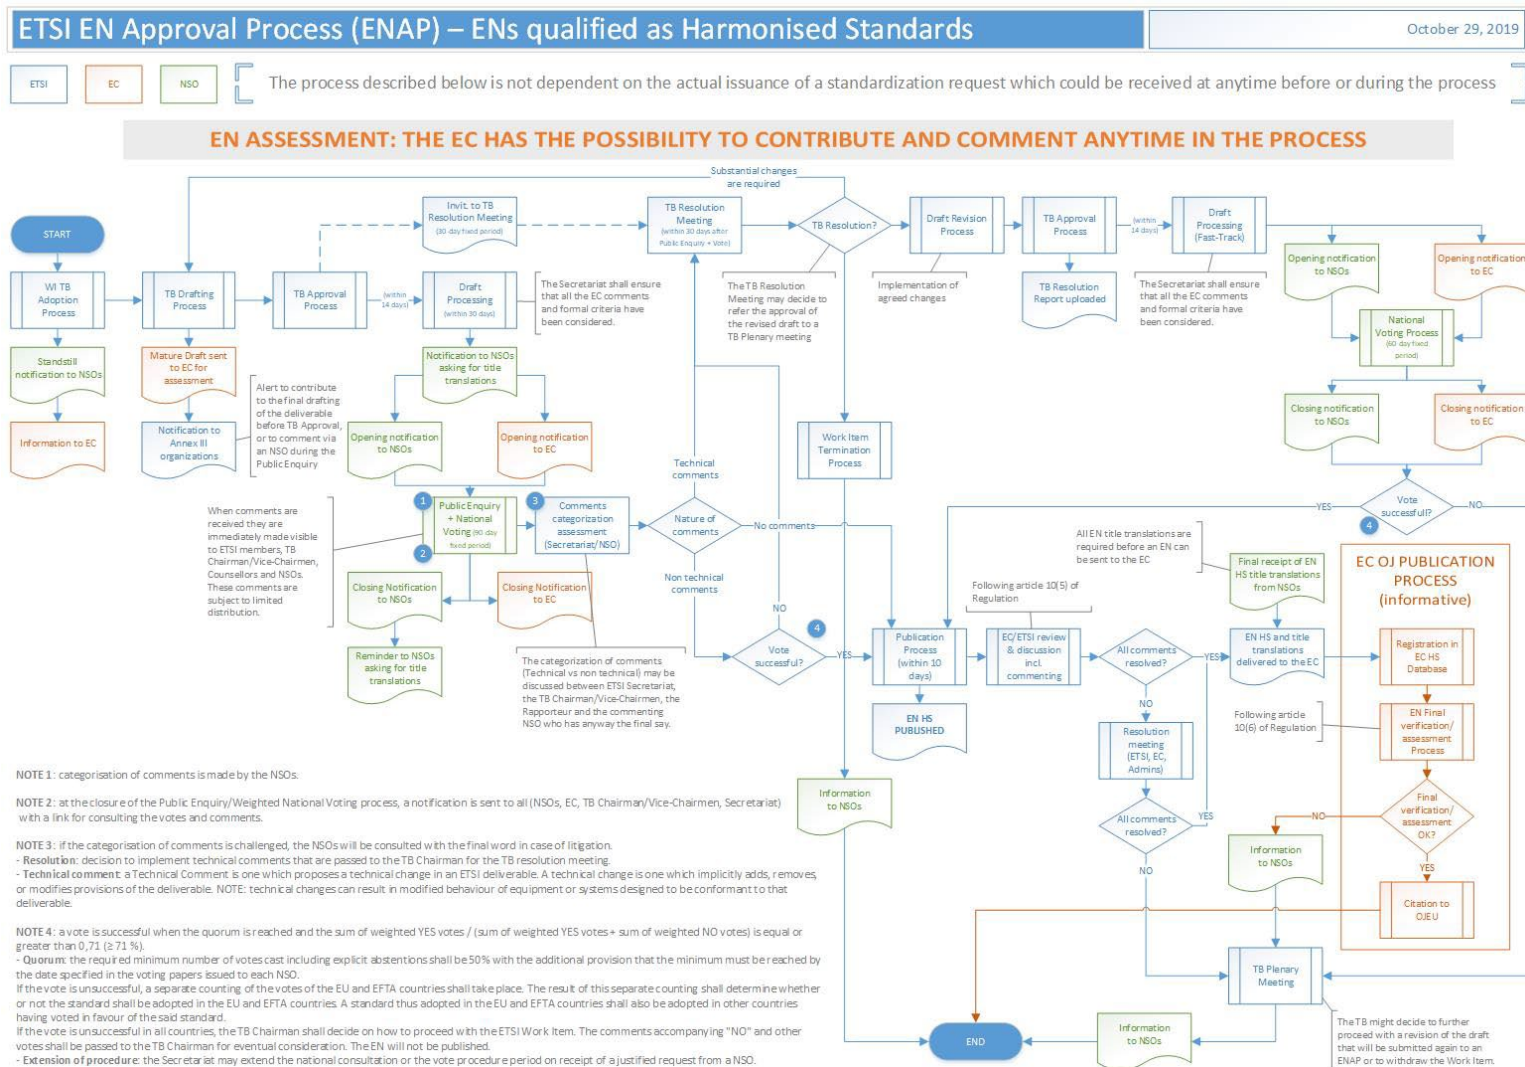 ETSI EN Approval Process (ENAP) – ENs qualified as Harmonised Standards
October 29, 2019
ETSI
EC
NSO
The process described below is not dependent on the actual issuance of a standardization request which could be received at anytime before or during the process
EN ASSESSMENT: THE EC HAS THE POSSIBILITY TO CONTRIBUTE AND COMMENT ANYTIME IN THE PROCESS
Substantial changes
are required
START
Invit. to TB
Resolution Meeting
(30 day fixed period)
TB Resolution
Meeting
(within 30 days after
Public Enquiry + Vote)
TB Resolution?
Draft Revision
Process
TB Approval
Process
(within
14 days)
Draft
Processing
(Fast-Track)
Opening notification
to NSOs
Opening notification
to EC
WI TB
Adoption
Process
TB Drafting
Process
TB Approval
Process
(within
14 days)
Draft
Processing
(within 30 days)
The Secretariat shall ensure
that all the EC comments
and formal criteria have
been considered.
The TB Resolution
Meeting may decide to
refer the approval of
the revised draft to a
TB Plenary meeting
Implementation of
agreed changes
TB Resolution
Report uploaded
The Secretariat shall ensure
that all the EC comments
and formal criteria have
been considered.
National
Voting Process
(60 day fixed
period)
Standstill
notification to NSOs
Mature Draft sent
to EC for
assessment
Notification to NSOs
asking for title
translations
Alert to contribute
to the final drafting
of the deliverable
before TB Approval,
or to comment via
an NSO during the
Public Enquiry
Closing notification
to NSOs
Closing notification
to EC
Information to EC
Notification to
Annex III
organizations
Opening notification
to NSOs
Opening notification
to EC
Work Item
Termination
Process
Technical
comments
YES
Vote
successfull?
NO
4
When comments are
received they are
immediately made visible
to ETSI members, TB
Chairman/Vice-Chairmen,
Counsellors and NSOs.
These comments are
subject to limited
distribution.
1
2
Public Enquiry
+ National
Voting (90 day
fixed period)
3
Comments
categorization
assessment
(Secretariat/NSO)
Nature of
comments
No comments
All EN title translations are
required before an EN can
be sent to the EC
Final receipt of EN
HS title translations
from NSOs
EC OJ PUBLICATION
PROCESS
(informative)
Non technical
comments
NO
Closing Notification
to NSOs
Closing Notification
to EC
Following article 10(5) of
Regulation
4
Reminder to NSOs
asking for title
translations
The categorization of comments
(Technical vs non technical) may be
discussed between ETSI Secretariat,
the TB Chairman/Vice-Chairmen, the
Rapporteur and the commenting
NSO who has anyway the final say.
Vote
successful?
YES
Publication
Process
(within 10
days)
EC/ETSI review
& discussion
incl.
commenting
All comments
resolved?
YES
EN HS and title
translations
delivered to the EC
Registration in
EC HS
Database
EN HS
PUBLISHED
NO
Following article
10(6) of Regulation
EN Final
verification/
assessment
Process
Resolution
meeting
(ETSI, EC,
Admins)
Information
to NSOs
All comments
resolved?
YES
NO
Final
verification/
assessment
OK?
NO
YES
Information
to NSOs
Citation to
OJEU
NOTE 1: categorisation of comments is made by the NSOs.
NOTE 2: at the closure of the Public Enquiry/Weighted National Voting process, a notification is sent to all (NSOs, EC, TB Chairman/Vice-Chairmen, Secretariat)
with a link for consulting the votes and comments.
NOTE 3: if the categorisation of comments is challenged, the NSOs will be consulted with the final word in case of litigation.
- Resolution: decision to implement technical comments that are passed to the TB Chairman for the TB resolution meeting.
- Technical comment: a Technical Comment is one which proposes a technical change in an ETSI deliverable. A technical change is one which implicitly adds, removes,
or modifies provisions of the deliverable. NOTE: technical changes can result in modified behaviour of equipment or systems designed to be conformant to that
deliverable.
NOTE 4: a vote is successful when the quorum is reached and the sum of weighted YES votes / (sum of weighted YES votes + sum of weighted NO votes) is equal or
greater than 0,71 (≥ 71 %).
- Quorum: the required minimum number of votes cast including explicit abstentions shall be 50% with the additional provision that the minimum must be reached by
the date specified in the voting papers issued to each NSO.
If the vote is unsuccessful, a separate counting of the votes of the EU and EFTA countries shall take place. The result of this separate counting shall determine whether
or not the standard shall be adopted in the EU and EFTA countries. A standard thus adopted in the EU and EFTA countries shall also be adopted in other countries
having voted in favour of the said standard.
If the vote is unsuccessful in all countries, the TB Chairman shall decide on how to proceed with the ETSI Work Item. The comments accompanying "NO" and other
votes shall be passed to the TB Chairman for eventual consideration. The EN will not be published.
- Extension of procedure: the Secretariat may extend the national consultation or the vote procedure period on receipt of a justified request from a NSO.
TB Plenary
Meeting
END
Information
to NSOs
The TB might decide to further
proceed with a revision of the draft
that will be submitted again to an
ENAP or to withdraw the Work Item.